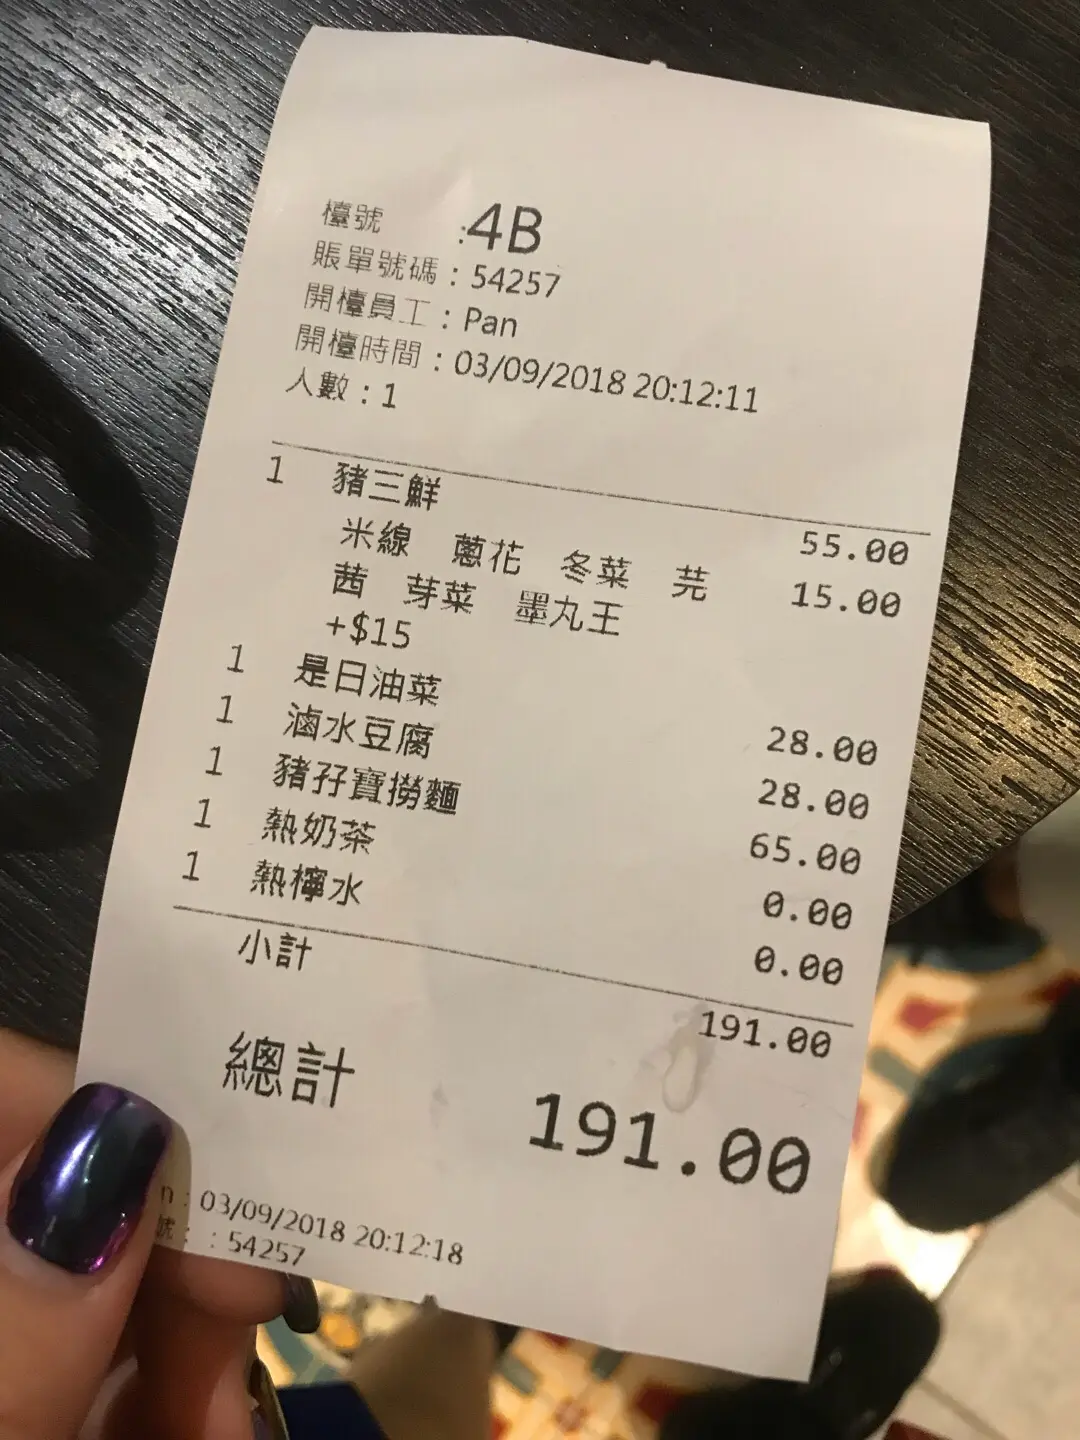 檯號 :4B
賬單號碼：54257
開檯員工：Pan
開檯時間：03/09/2018 20:12:11
人數：1
1 豬三鮮 55.00
米線 蔥花 冬菜 芫 15.00
茜 芽菜 墨丸王
+$15
1 是日油菜 28.00
1 滷水豆腐 28.00
1 豬孖寶撈麵 65.00
1 熱奶茶 0.00
1 熱檸水 0.00
小計 191.00
總計 191.00
n : 03/09/2018 20:12:18
號： : 54257